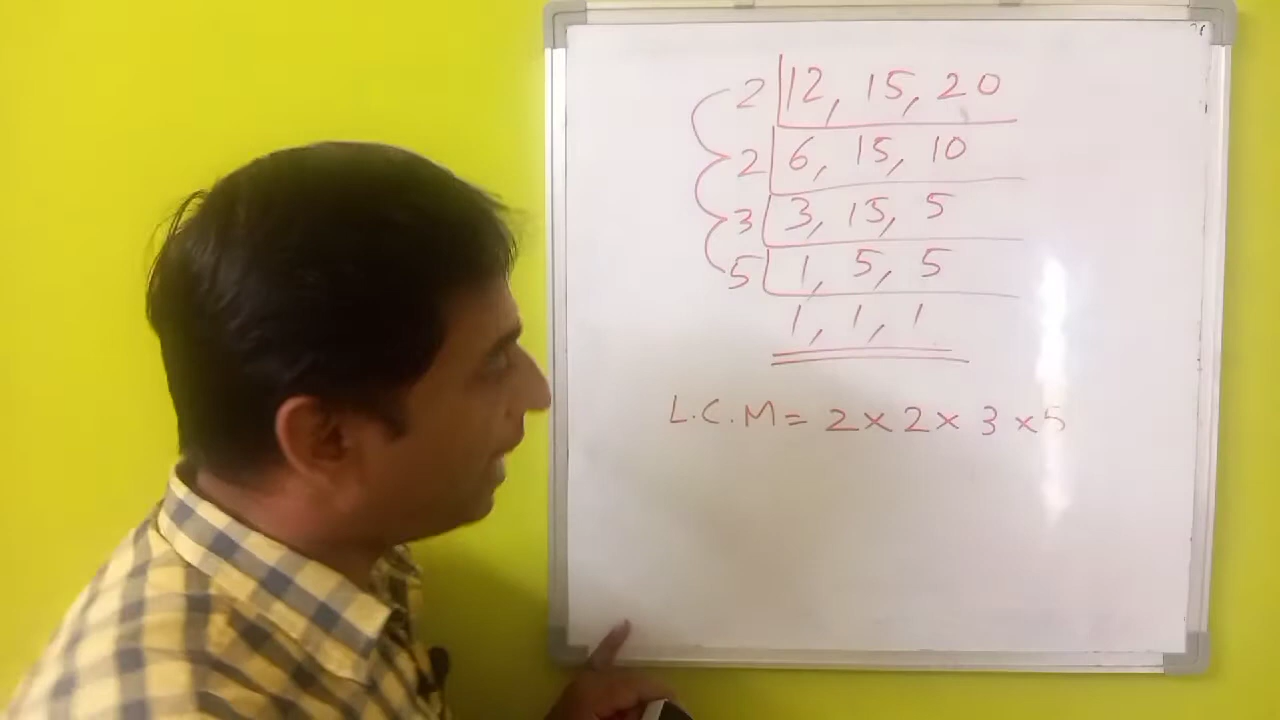 2 | 12, 15, 20
2 | 6, 15, 10
3 | 3, 15, 5
5 | 1, 5, 5
1, 1, 1
L.C.M = 2 × 2 × 3 × 5